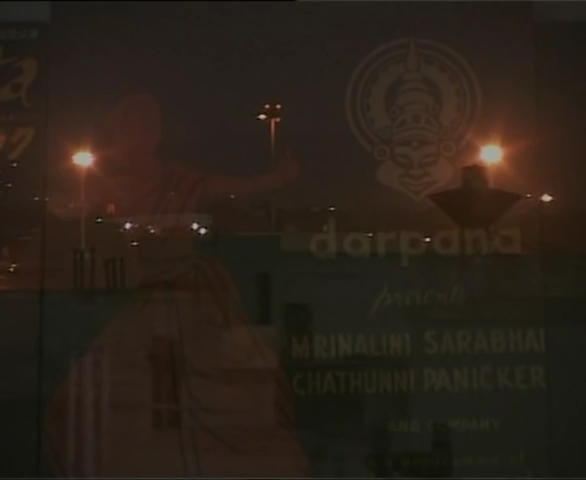 darpana
presents
MRINALINI SARABHAI
CHATHUNNI PANICKER
AND COMPANY